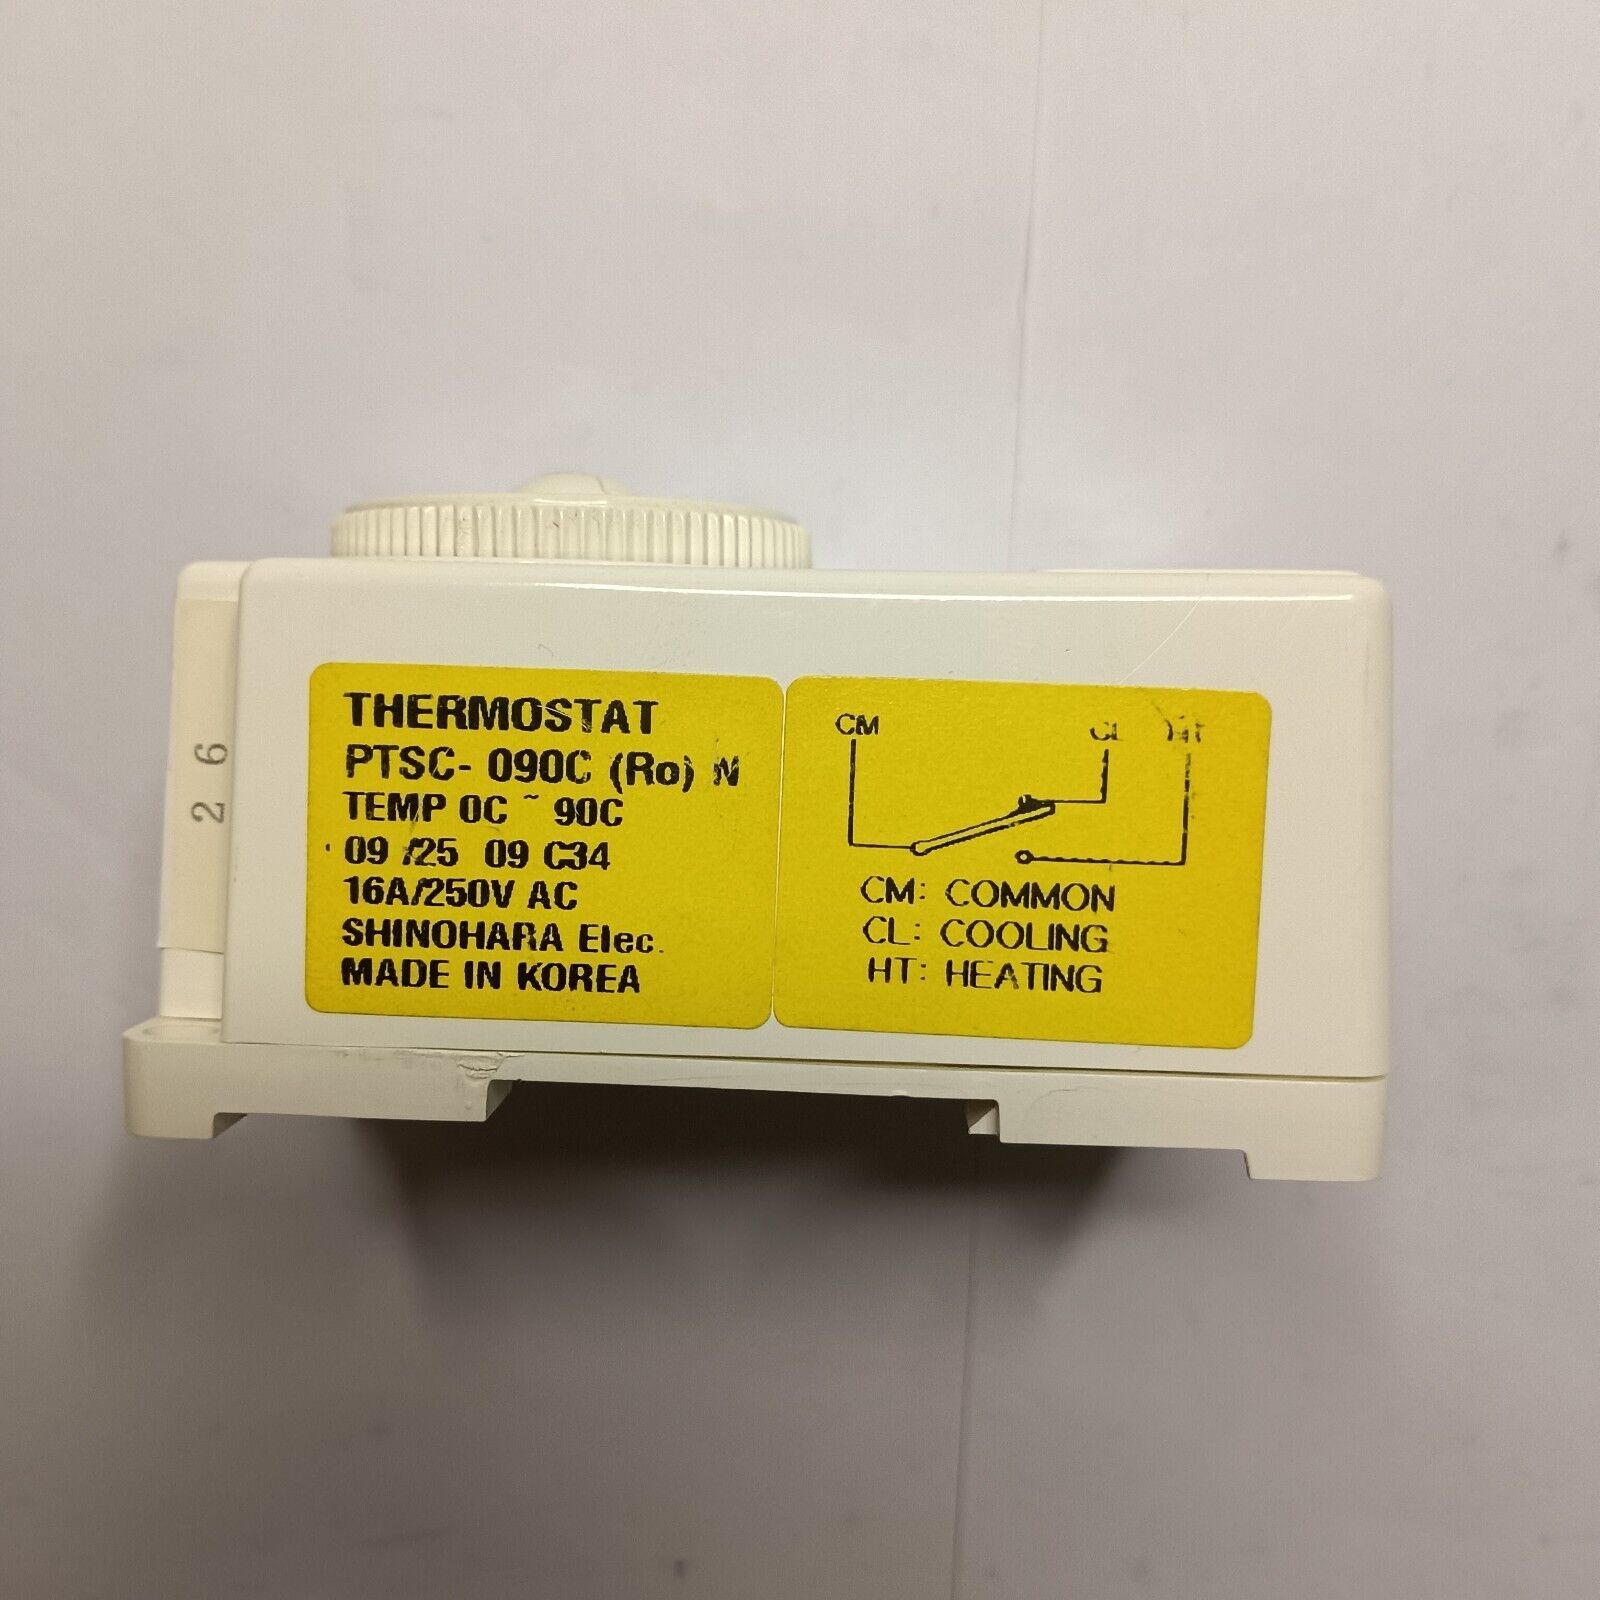 THERMOSTAT
PTSC- 090C (Ro) N
TEMP 0C ~ 90C
09 /25 09 C34
16A/250V AC
SHINOHARA Elec.
MADE IN KOREA
CM CL HT
CM: COMMON
CL: COOLING
HT: HEATING
2 6